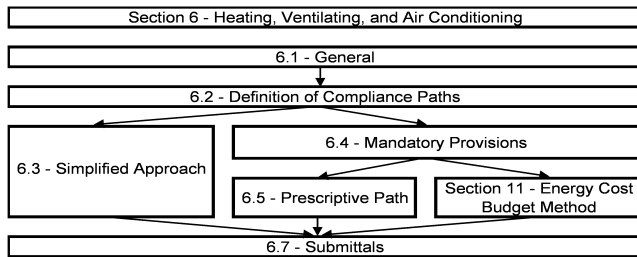 Section 6 - Heating, Ventilating, and Air Conditioning
6.1 - General
6.2 - Definition of Compliance Paths
6.3 - Simplified Approach
6.4 - Mandatory Provisions
6.5 - Prescriptive Path
Section 11 - Energy Cost
Budget Method
6.7 - Submittals